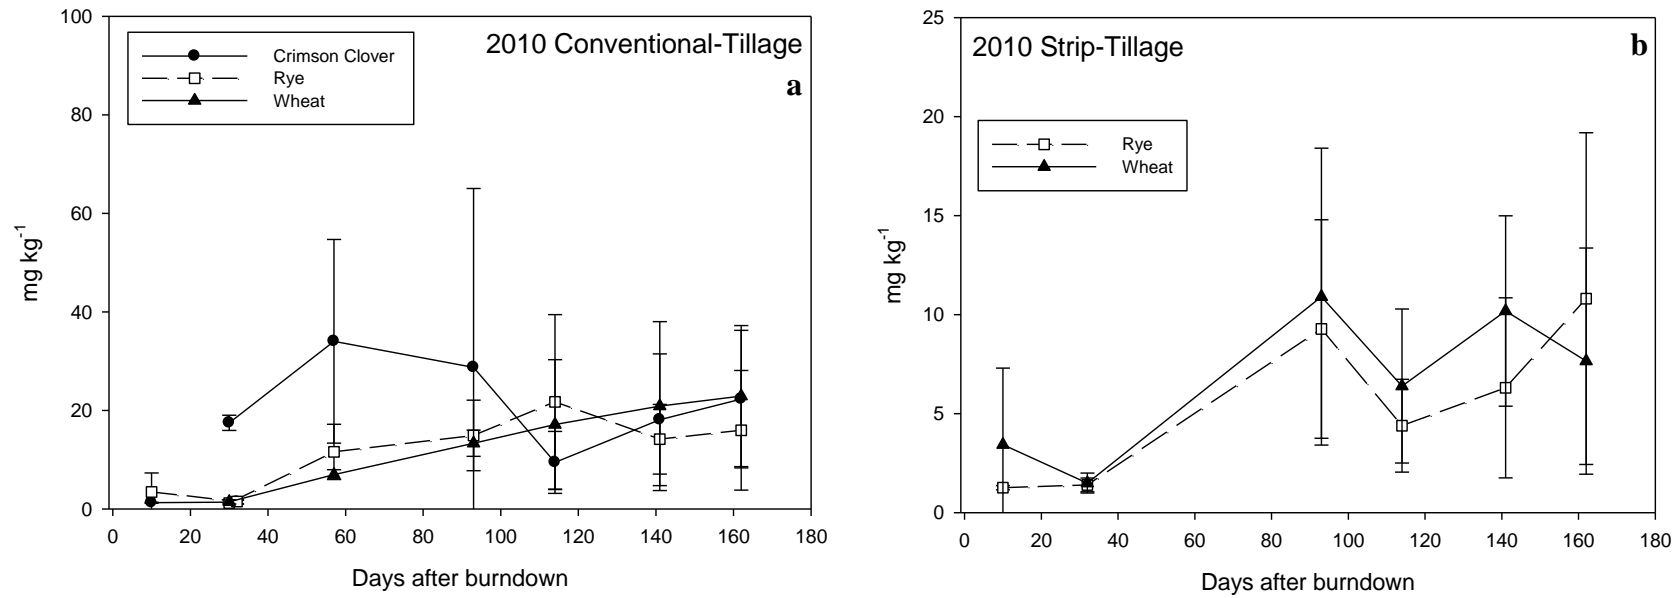 2010 Conventional-Tillage
a
Crimson Clover
Rye
Wheat
100
80
60
40
20
0
mg kg⁻¹
0 20 40 60 80 100 120 140 160 180
Days after burndown
2010 Strip-Tillage
b
Rye
Wheat
25
20
15
10
5
0
mg kg⁻¹
0 20 40 60 80 100 120 140 160 180
Days after burndown